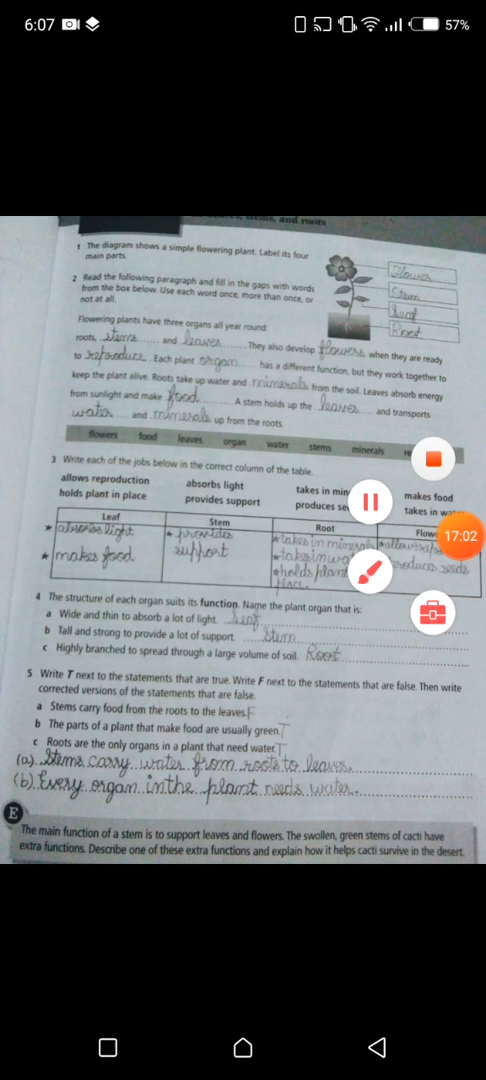 6:07
57%
stems, and roots
1 The diagram shows a simple flowering plant. Label its four
main parts.
Flower
Stem
Leaf
Root
2 Read the following paragraph and fill in the gaps with words
from the box below. Use each word once, more than once, or
not at all.
Flowering plants have three organs all year round:
roots, stems and leaves. They also develop flowers when they are ready
to reproduce. Each plant organ has a different function, but they work together to
keep the plant alive. Roots take up water and minerals from the soil. Leaves absorb energy
from sunlight and make food. A stem holds up the leaves and transports
water and minerals up from the roots.
flowers food leaves organ water stems minerals re
3 Write each of the jobs below in the correct column of the table.
allows reproduction absorbs light takes in min makes food
holds plant in place provides support produces se takes in wa
Leaf Stem Root Flow
* absorbs light * provides * takes in minerals * allows rep
support * takes in wa
* makes food * holds plant produce seeds
place.
17:02
4 The structure of each organ suits its function. Name the plant organ that is:
a Wide and thin to absorb a lot of light. Leaf
b Tall and strong to provide a lot of support. Stem
c Highly branched to spread through a large volume of soil. Root
5 Write T next to the statements that are true. Write F next to the statements that are false. Then write
corrected versions of the statements that are false.
a Stems carry food from the roots to the leaves. F
b The parts of a plant that make food are usually green. T
c Roots are the only organs in a plant that need water. T
(a) Stems carry water from roots to leaves.
(b) Every organ in the plant needs water.
E
The main function of a stem is to support leaves and flowers. The swollen, green stems of cacti have
extra functions. Describe one of these extra functions and explain how it helps cacti survive in the desert.